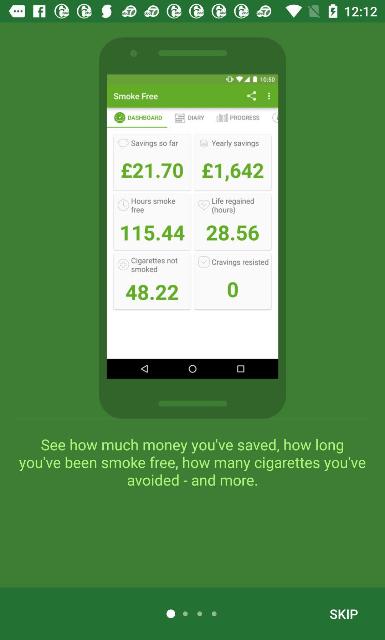 12:12
10:50
Smoke Free
DASHBOARD DIARY PROGRESS
Savings so far
£21.70
Yearly savings
£1,642
Hours smoke
free
115.44
Life regained
(hours)
28.56
Cigarettes not
smoked
48.22
Cravings resisted
0
See how much money you've saved, how long
you've been smoke free, how many cigarettes you've
avoided - and more.
SKIP